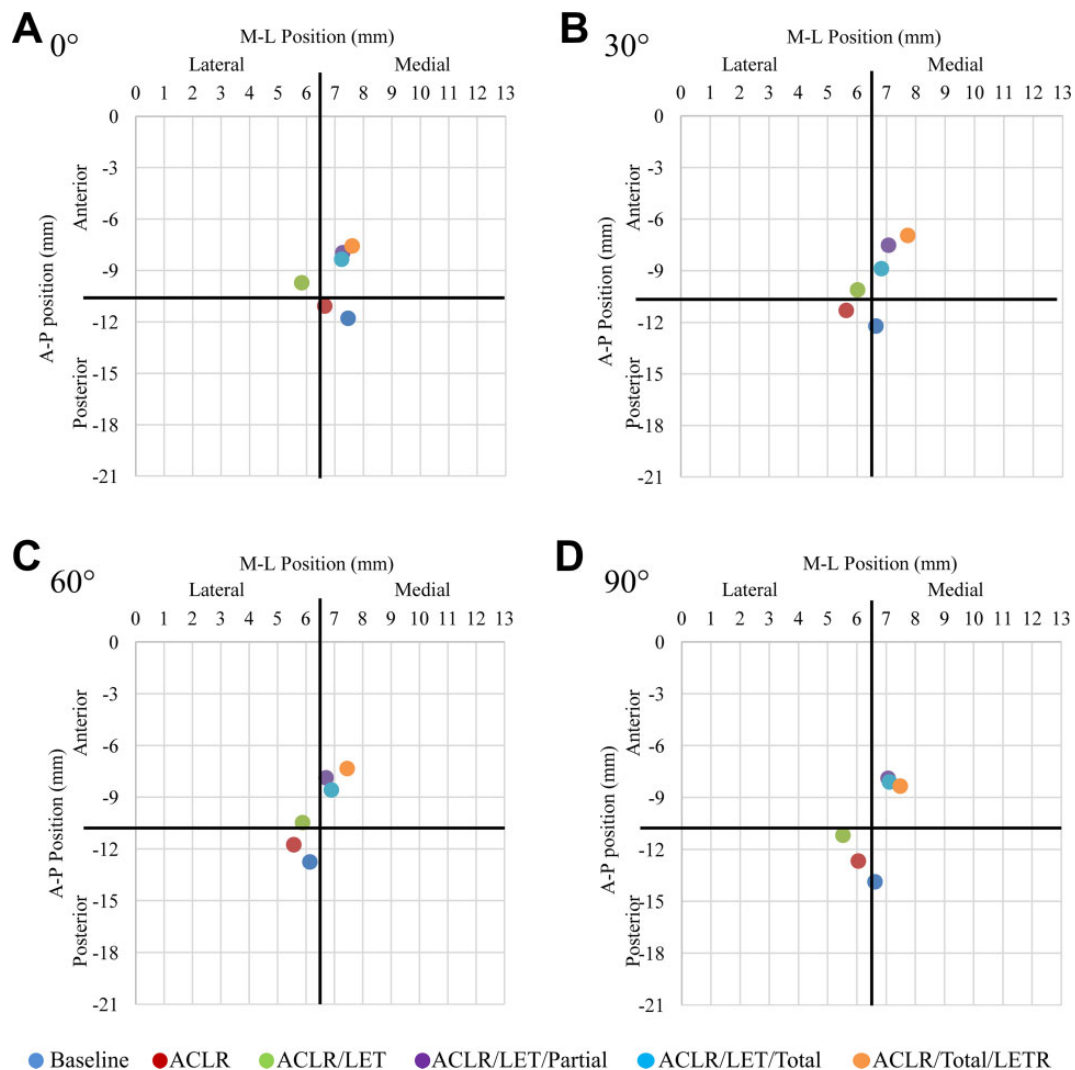 A 0°
M-L Position (mm)
Lateral Medial
0 1 2 3 4 5 6 7 8 9 10 11 12 13
A-P position (mm)
Anterior
Posterior
0
-3
-6
-9
-12
-15
-18
-21
B 30°
M-L Position (mm)
Lateral Medial
0 1 2 3 4 5 6 7 8 9 10 11 12 13
A-P Position (mm)
Anterior
Posterior
0
-3
-6
-9
-12
-15
-18
-21
C 60°
M-L Position (mm)
Lateral Medial
0 1 2 3 4 5 6 7 8 9 10 11 12 13
A-P Position (mm)
Anterior
Posterior
0
-3
-6
-9
-12
-15
-18
-21
D 90°
M-L Position (mm)
Lateral Medial
0 1 2 3 4 5 6 7 8 9 10 11 12 13
A-P position (mm)
Anterior
Posterior
0
-3
-6
-9
-12
-15
-18
-21
Baseline ACLR ACLR/LET ACLR/LET/Partial ACLR/LET/Total ACLR/Total/LETR